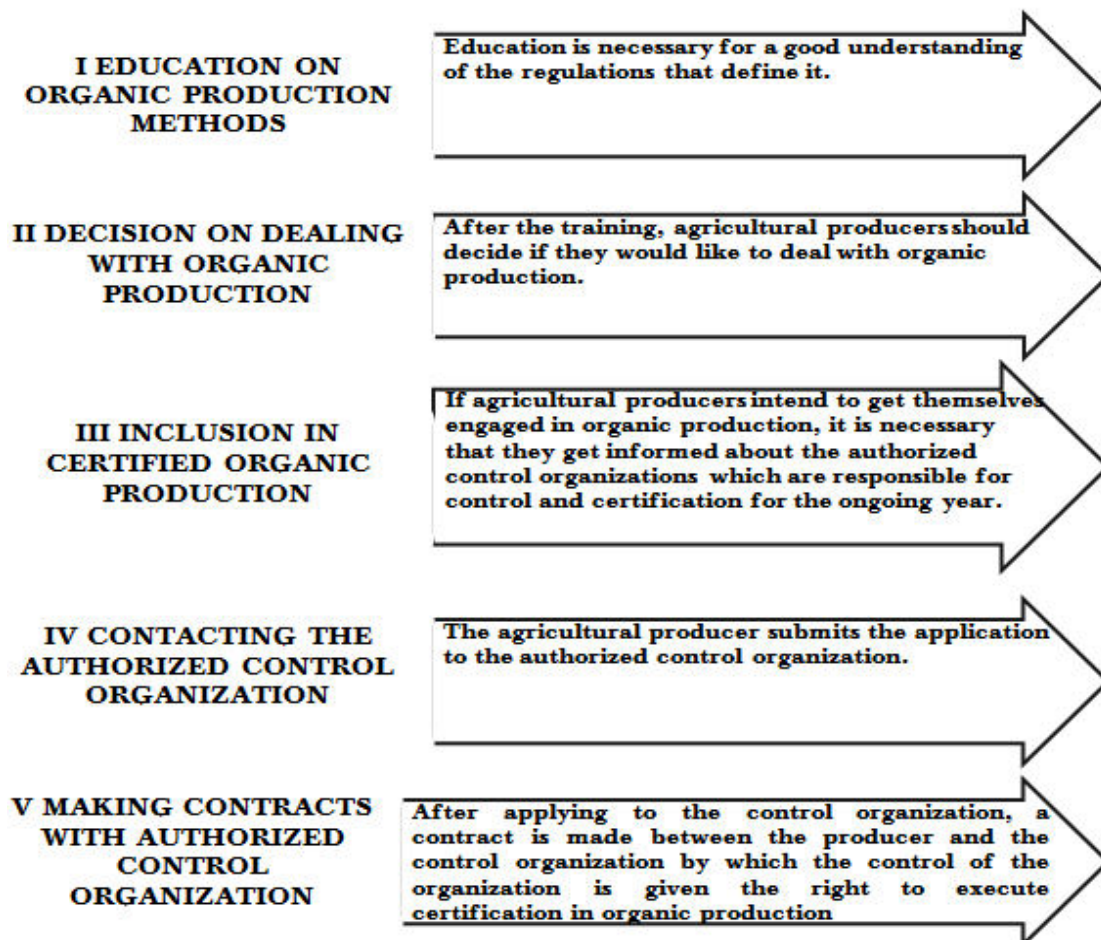 I EDUCATION ON
ORGANIC PRODUCTION
METHODS
Education is necessary for a good understanding
of the regulations that define it.
II DECISION ON DEALING
WITH ORGANIC
PRODUCTION
After the training, agricultural producers should
decide if they would like to deal with organic
production.
III INCLUSION IN
CERTIFIED ORGANIC
PRODUCTION
If agricultural producers intend to get themselves
engaged in organic production, it is necessary
that they get informed about the authorized
control organizations which are responsible for
control and certification for the ongoing year.
IV CONTACTING THE
AUTHORIZED CONTROL
ORGANIZATION
The agricultural producer submits the application
to the authorized control organization.
V MAKING CONTRACTS
WITH AUTHORIZED
CONTROL
ORGANIZATION
After applying to the control organization, a
contract is made between the producer and the
control organization by which the control of the
organization is given the right to execute
certification in organic production